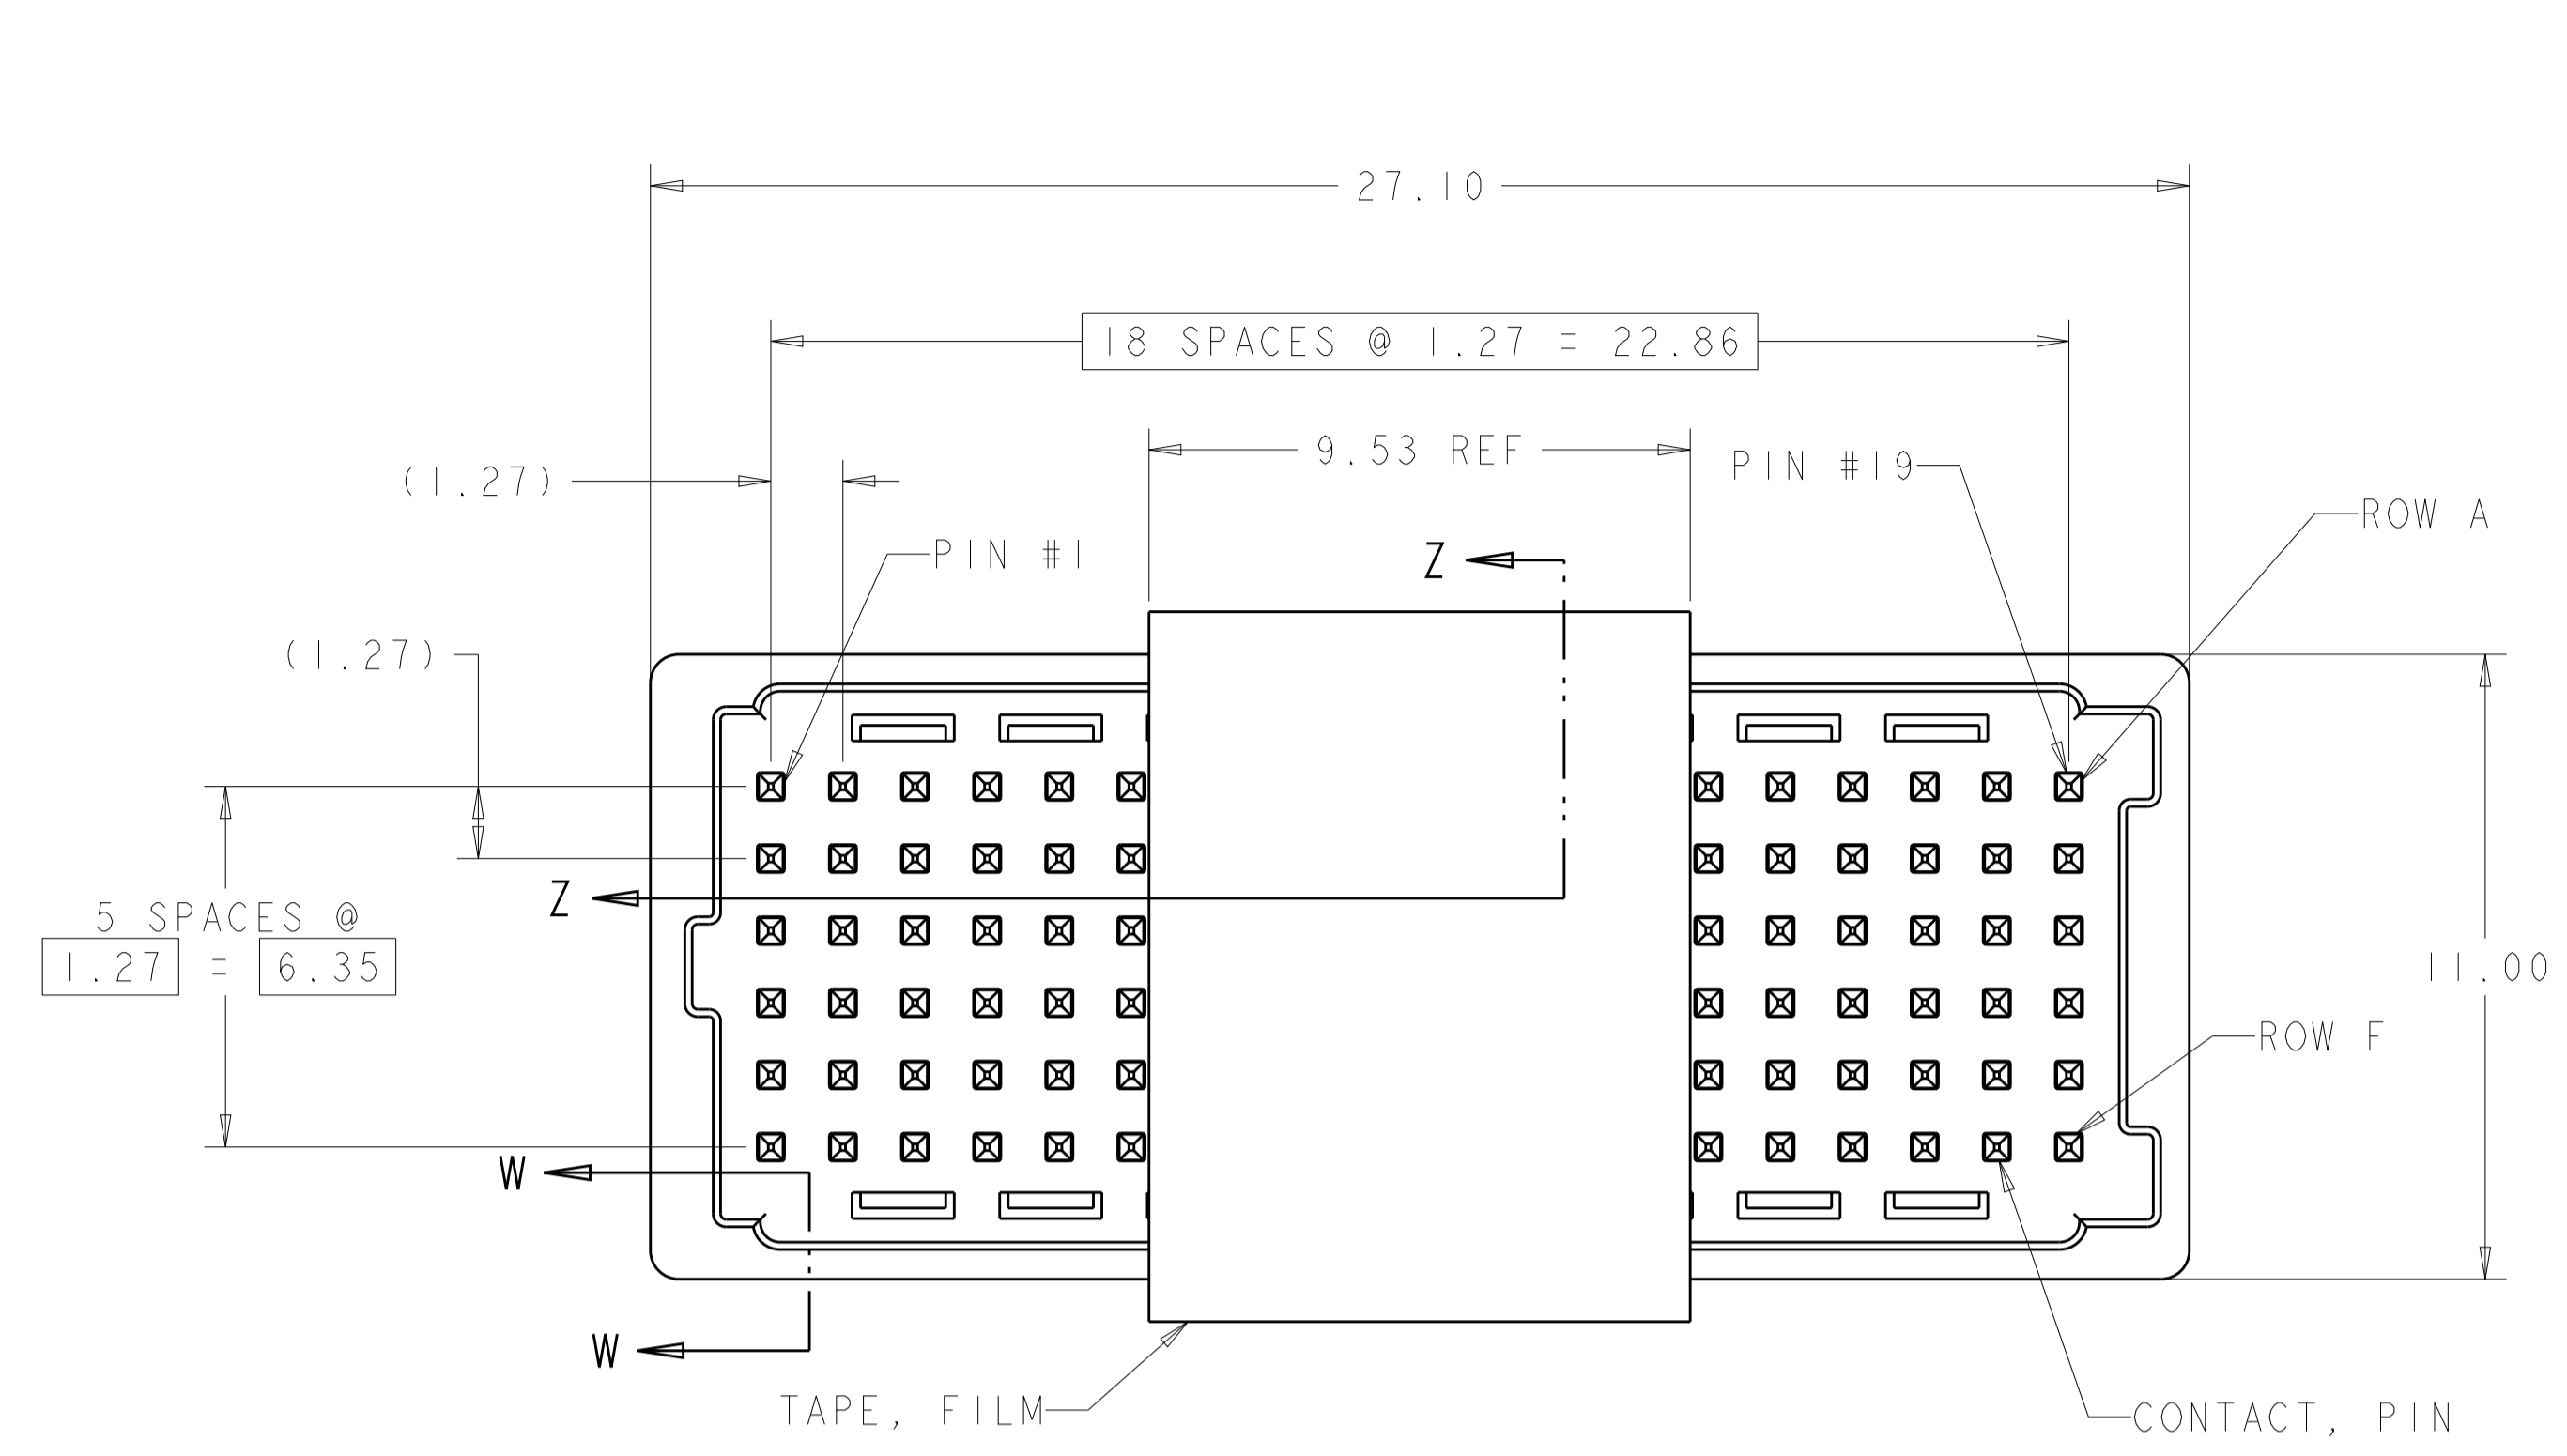 27.10
18 SPACES @ 1.27 = 22.86
9.53 REF
(1.27)
PIN #19
ROW A
PIN #1
Z
(1.27)
Z
5 SPACES @
1.27 = 6.35
11.00
ROW F
W
W
TAPE, FILM
CONTACT, PIN